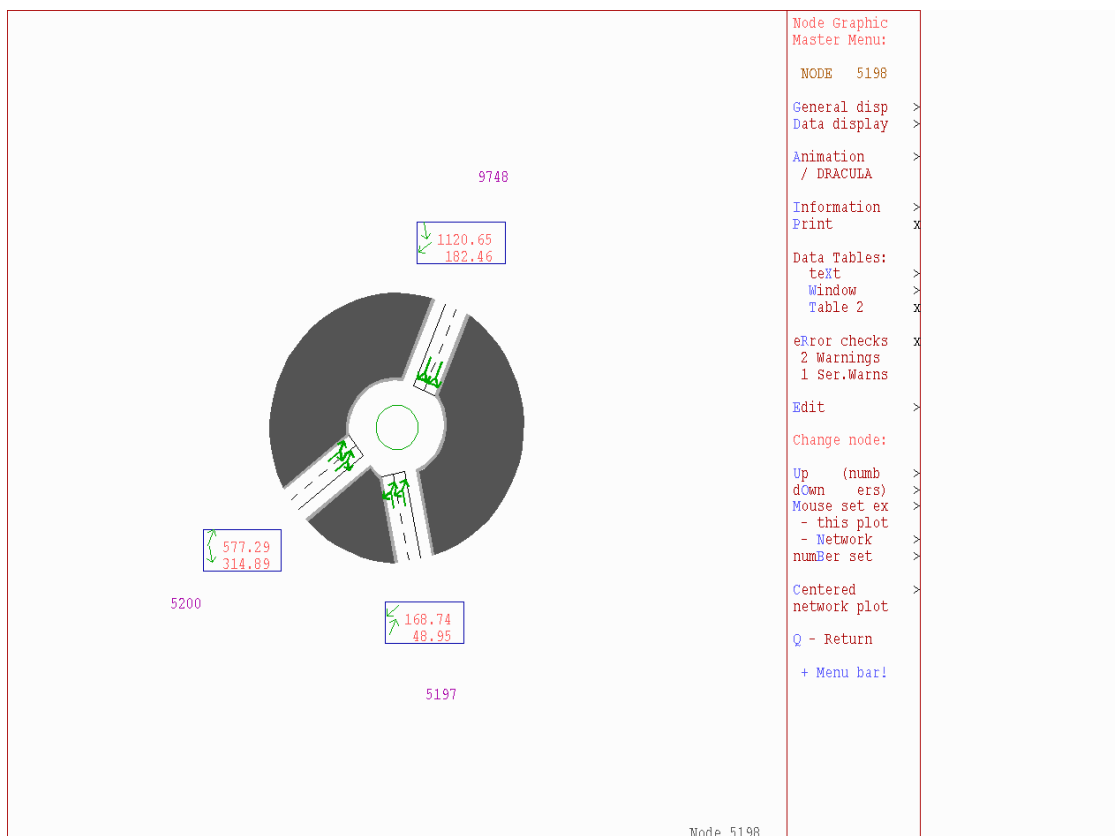 9748
1120.65
182.46
577.29
314.89
5200
168.74
48.95
5197
Node 5198
Node Graphic
Master Menu:
NODE 5198
General disp >
Data display >
Animation >
/ DRACULA
Information >
Print x
Data Tables:
teXt >
Window >
Table 2 x
eRror checks x
2 Warnings
1 Ser.Warns
Edit >
Change node:
Up (numb >
dOwn ers) >
Mouse set ex >
- this plot
- Network >
numBer set >
Centered >
network plot
Q - Return
+ Menu bar!